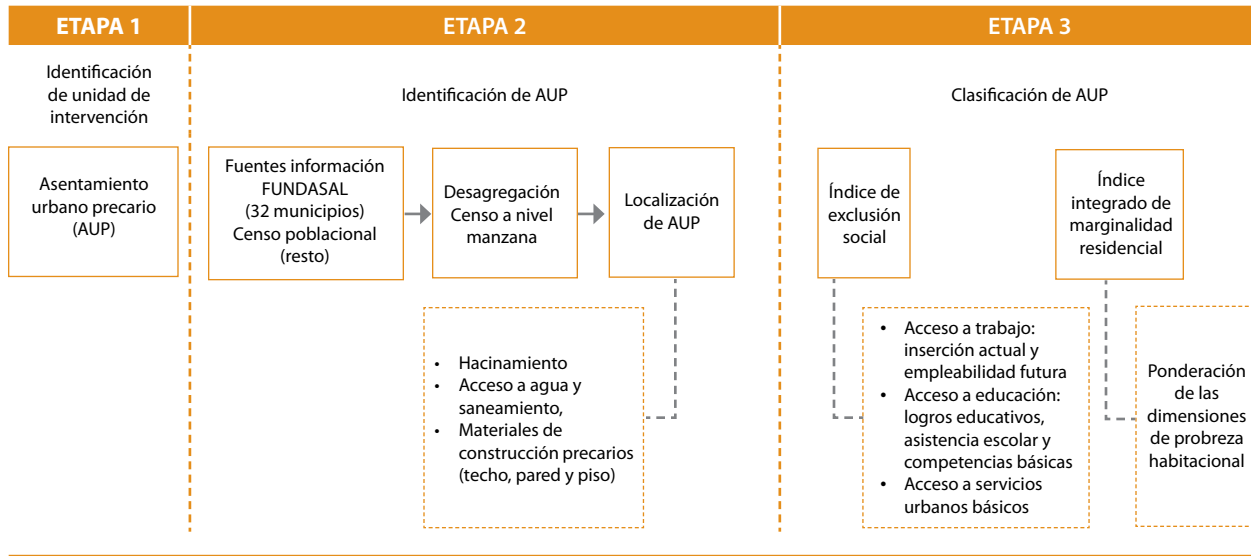 ETAPA 1
ETAPA 2
ETAPA 3
Identificación
de unidad de
intervención
Identificación de AUP
Clasificación de AUP
Asentamiento
urbano precario
(AUP)
Fuentes información
FUNDASAL
(32 municipios)
Censo poblacional
(resto)
Desagregación
Censo a nivel
manzana
Localización
de AUP
Índice de
exclusión
social
Índice
integrado de
marginalidad
residencial
• Hacinamiento
• Acceso a agua y
saneamiento,
• Materiales de
construcción precarios
(techo, pared y piso)
• Acceso a trabajo:
inserción actual y
empleabilidad futura
• Acceso a educación:
logros educativos,
asistencia escolar y
competencias básicas
• Acceso a servicios
urbanos básicos
Ponderación
de las
dimensiones
de probreza
habitacional